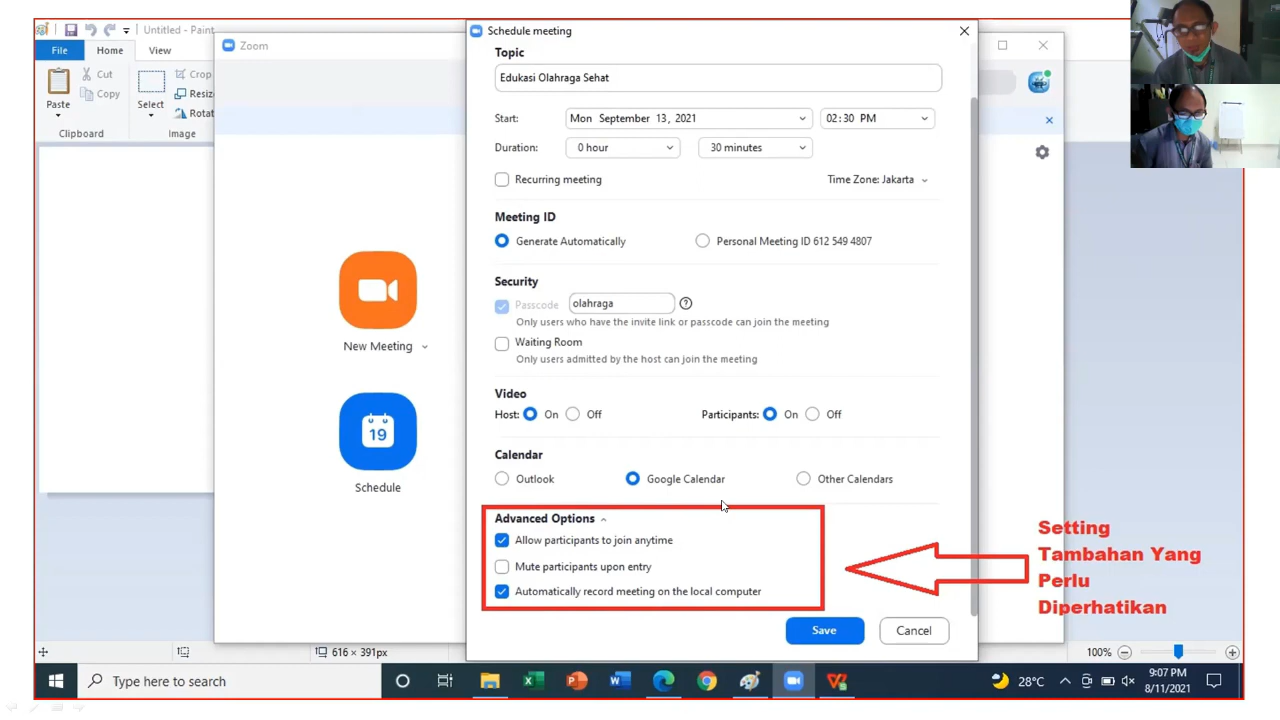 Untitled - Paint
File
Home
View
Paste
Cut
Copy
Clipboard
Select
Crop
Resiz
Rotat
Image
Zoom
New Meeting
19
Schedule
Schedule meeting
Topic
Edukasi Olahraga Sehat
Start:
Mon September 13, 2021
02:30 PM
Duration:
0 hour
30 minutes
Recurring meeting
Time Zone: Jakarta
Meeting ID
Generate Automatically
Personal Meeting ID 612 549 4807
Security
Passcode
olahraga
Only users who have the invite link or passcode can join the meeting
Waiting Room
Only users admitted by the host can join the meeting
Video
Host:
On
Off
Participants:
On
Off
Calendar
Outlook
Google Calendar
Other Calendars
Advanced Options
Allow participants to join anytime
Mute participants upon entry
Automatically record meeting on the local computer
Save
Cancel
Setting
Tambahan Yang
Perlu
Diperhatikan
616 × 391px
100%
Type here to search
28°C
9:07 PM
8/11/2021